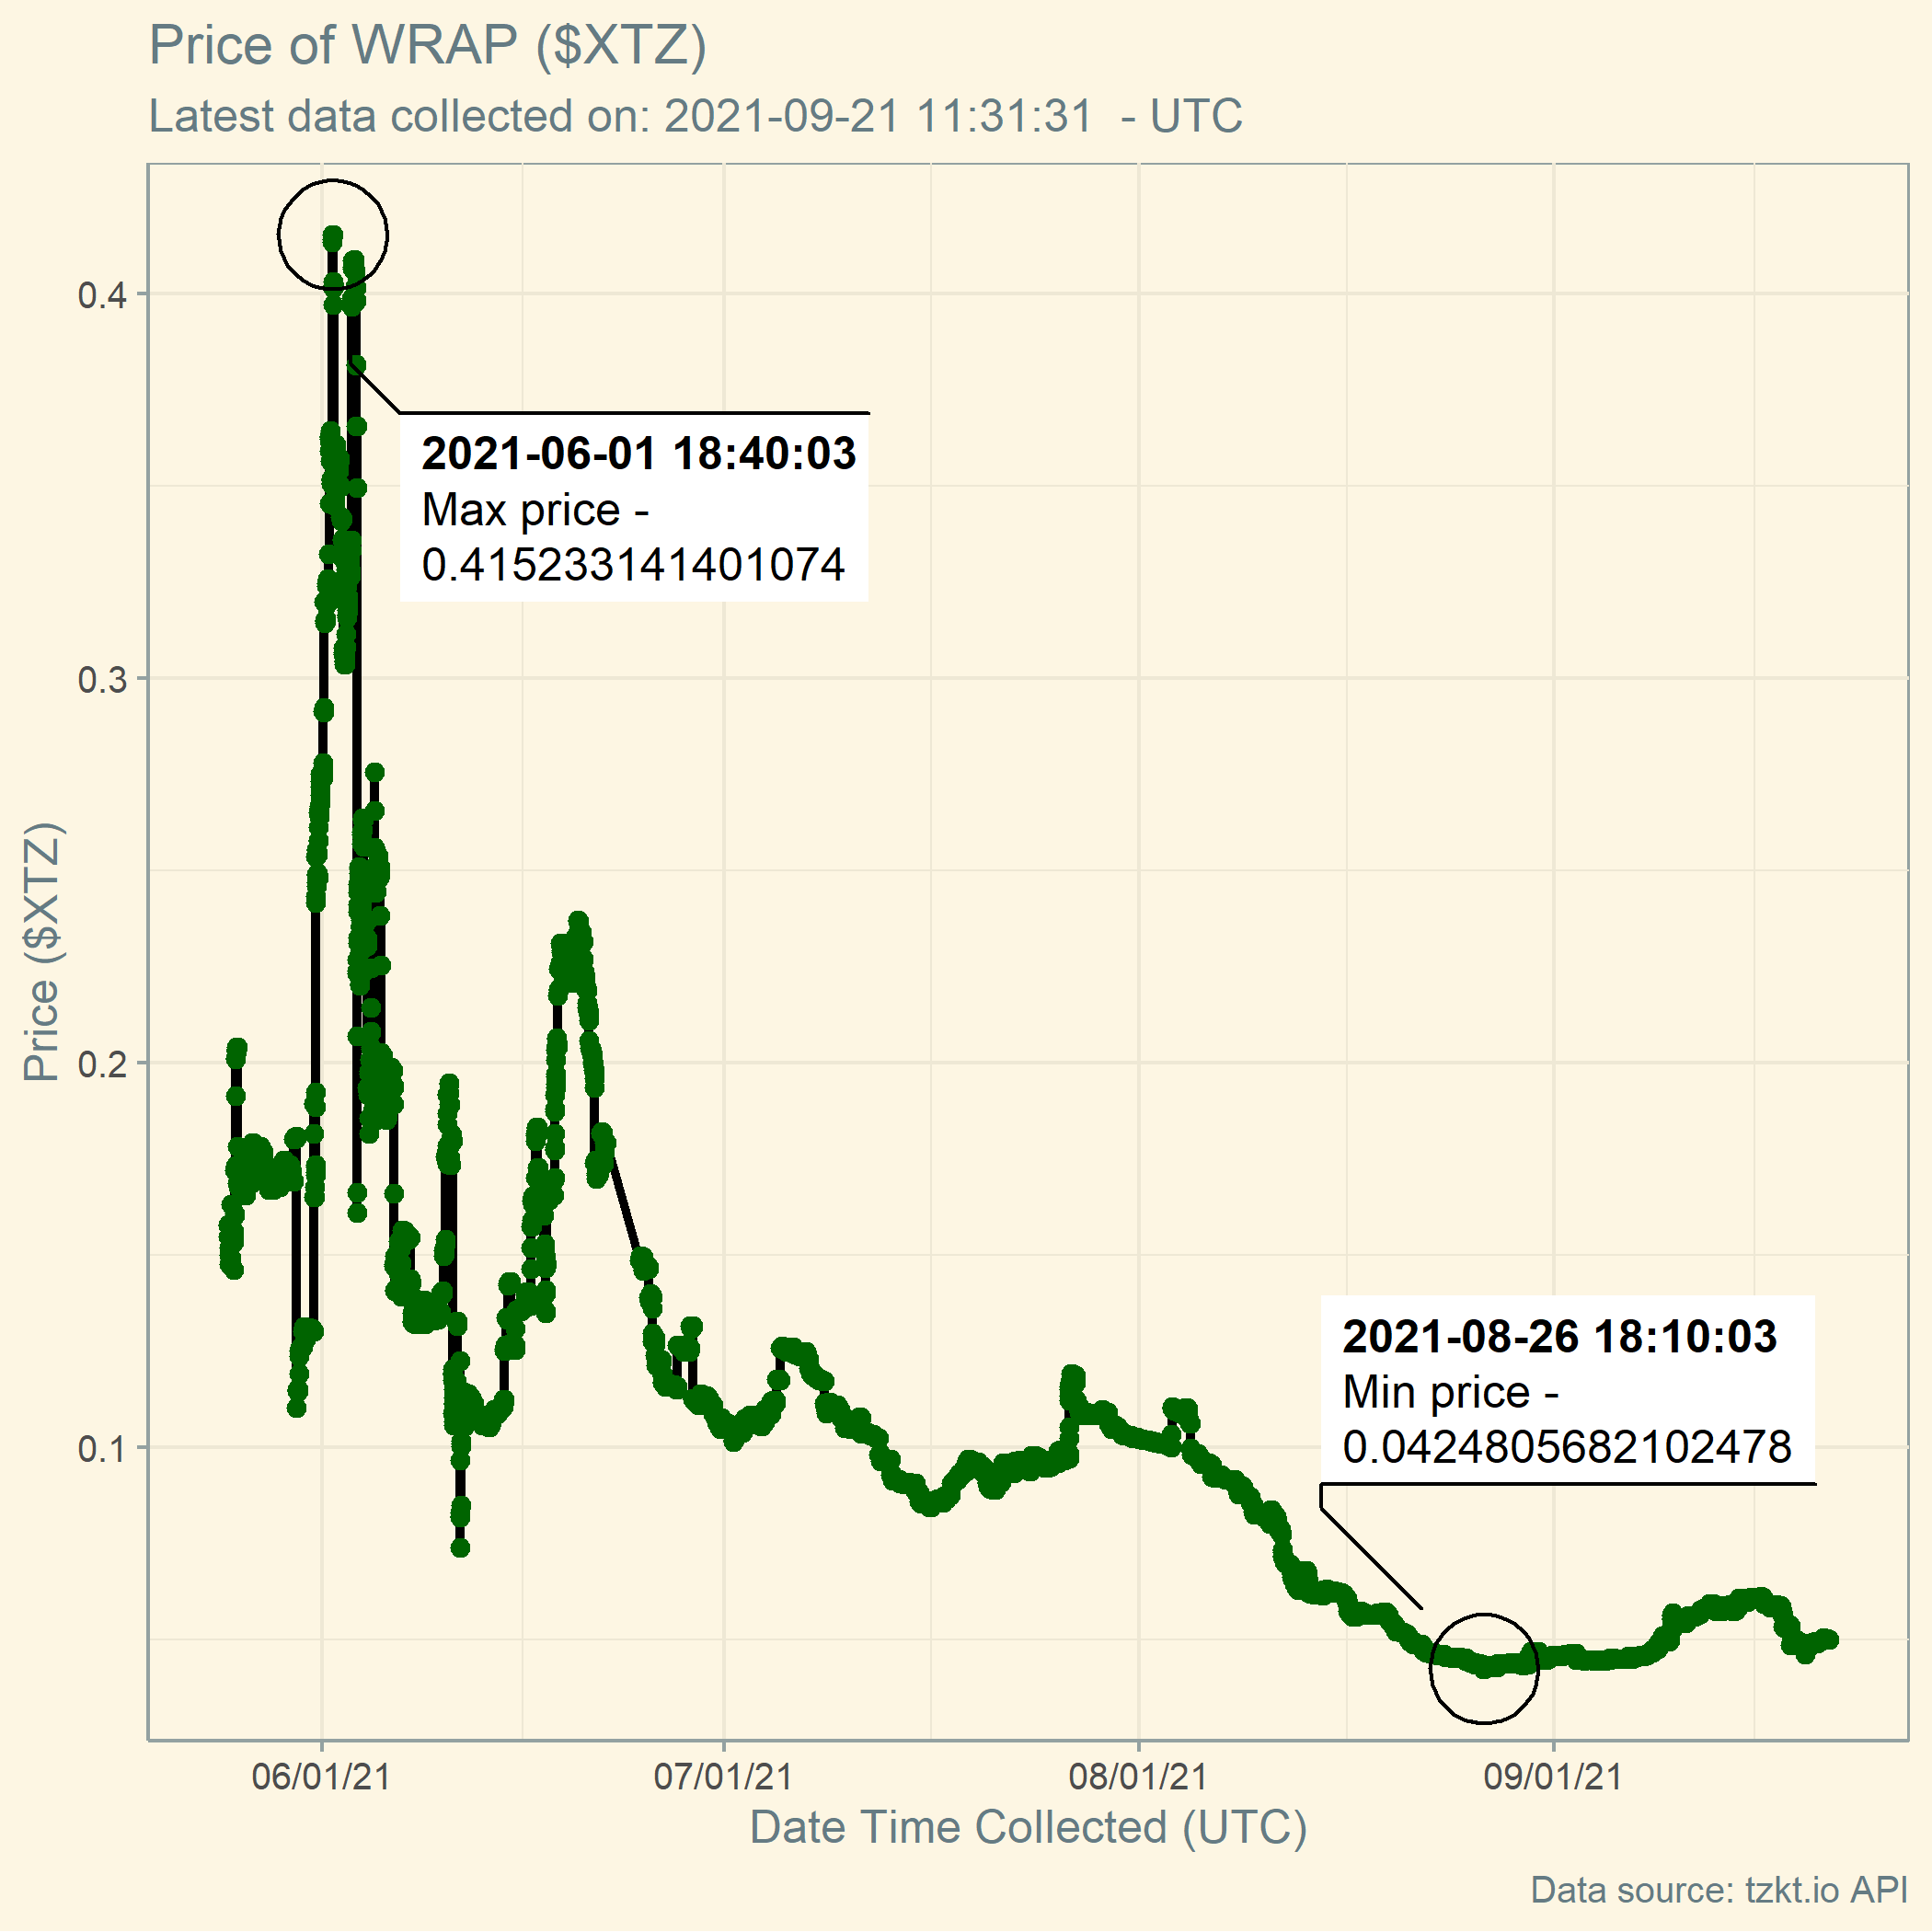 Price of WRAP ($XTZ)
Latest data collected on: 2021-09-21 11:31:31  - UTC
0.4
0.3
0.2
0.1
Price ($XTZ)
2021-06-01 18:40:03
Max price -
0.415233141401074
2021-08-26 18:10:03
Min price -
0.0424805682102478
06/01/21
07/01/21
08/01/21
09/01/21
Date Time Collected (UTC)
Data source: tzkt.io API